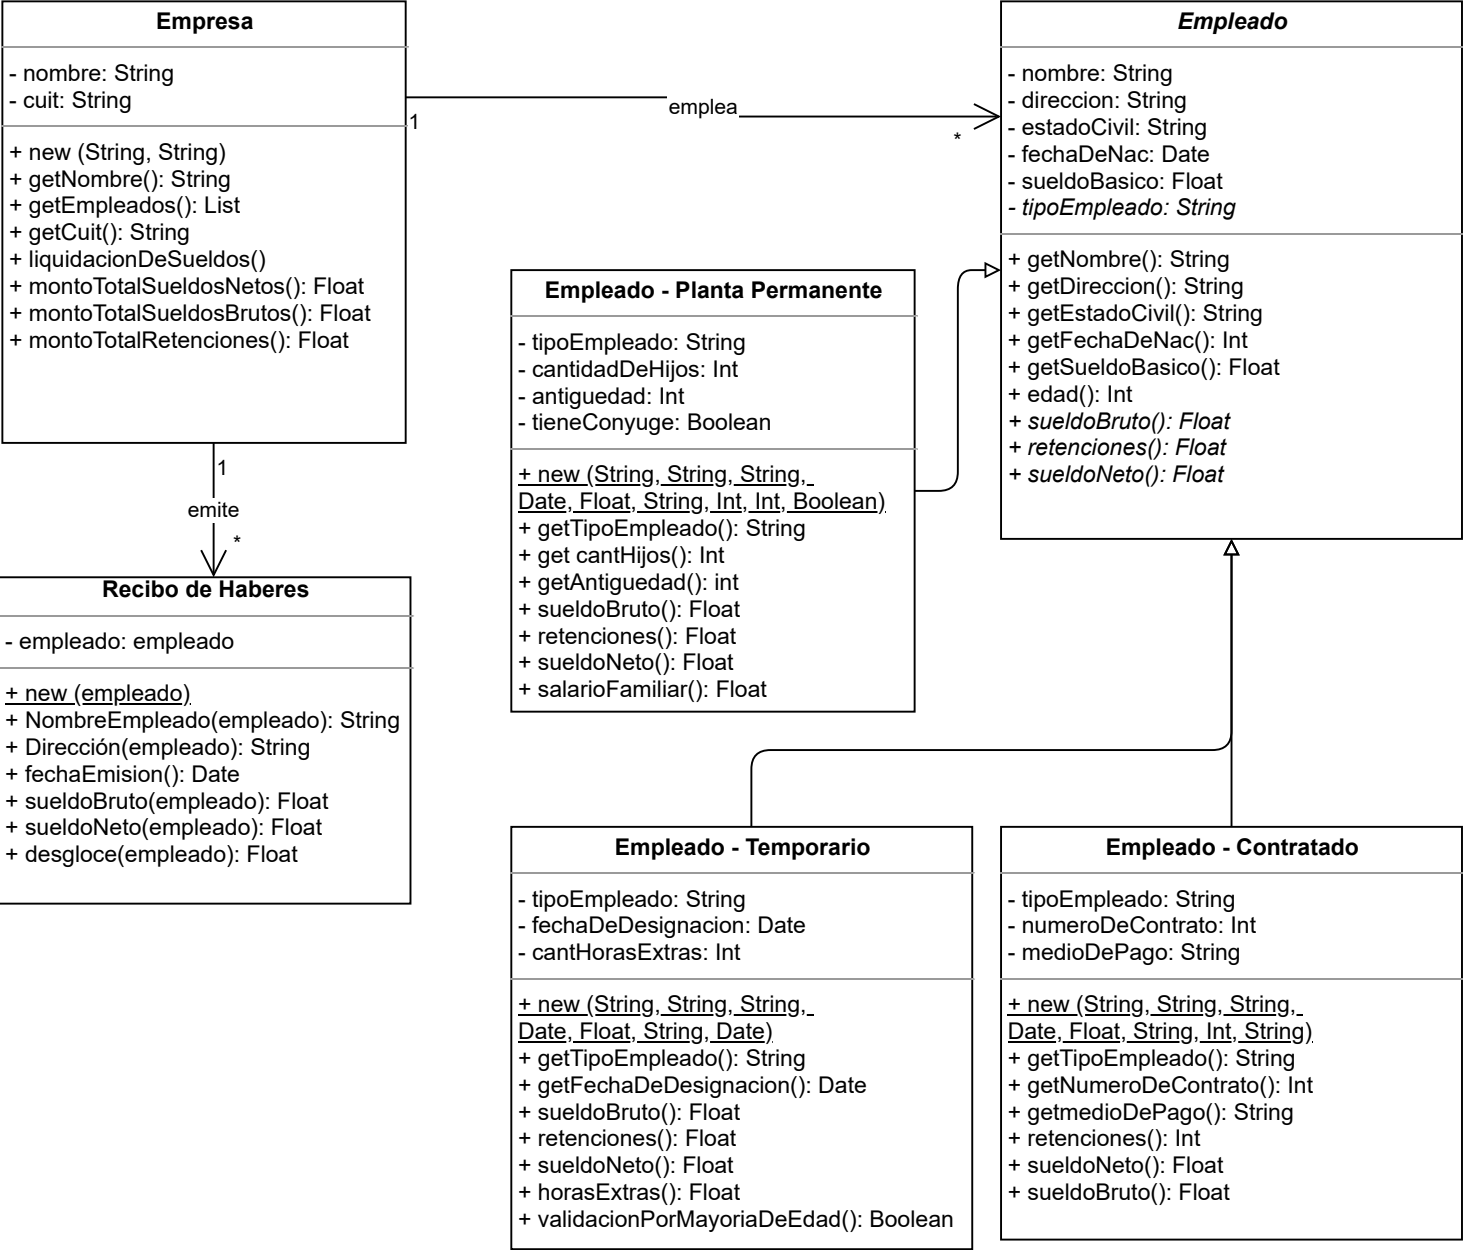 Empresa
- nombre: String
- cuit: String
+ new (String, String)
+ getNombre(): String
+ getEmpleados(): List
+ getCuit(): String
+ liquidacionDeSueldos()
+ montoTotalSueldosNetos(): Float
+ montoTotalSueldosBrutos(): Float
+ montoTotalRetenciones(): Float
1
emplea
*
Empleado
- nombre: String
- direccion: String
- estadoCivil: String
- fechaDeNac: Date
- sueldoBasico: Float
- tipoEmpleado: String
+ getNombre(): String
+ getDireccion(): String
+ getEstadoCivil(): String
+ getFechaDeNac(): Int
+ getSueldoBasico(): Float
+ edad(): Int
+ sueldoBruto(): Float
+ retenciones(): Float
+ sueldoNeto(): Float
Empleado - Planta Permanente
- tipoEmpleado: String
- cantidadDeHijos: Int
- antiguedad: Int
- tieneConyuge: Boolean
+ new (String, String, String,
Date, Float, String, Int, Int, Boolean)
+ getTipoEmpleado(): String
+ get cantHijos(): Int
+ getAntiguedad(): int
+ sueldoBruto(): Float
+ retenciones(): Float
+ sueldoNeto(): Float
+ salarioFamiliar(): Float
1
emite
*
Recibo de Haberes
- empleado: empleado
+ new (empleado)
+ NombreEmpleado(empleado): String
+ Dirección(empleado): String
+ fechaEmision(): Date
+ sueldoBruto(empleado): Float
+ sueldoNeto(empleado): Float
+ desgloce(empleado): Float
Empleado - Temporario
- tipoEmpleado: String
- fechaDeDesignacion: Date
- cantHorasExtras: Int
+ new (String, String, String,
Date, Float, String, Date)
+ getTipoEmpleado(): String
+ getFechaDeDesignacion(): Date
+ sueldoBruto(): Float
+ retenciones(): Float
+ sueldoNeto(): Float
+ horasExtras(): Float
+ validacionPorMayoriaDeEdad(): Boolean
Empleado - Contratado
- tipoEmpleado: String
- numeroDeContrato: Int
- medioDePago: String
+ new (String, String, String,
Date, Float, String, Int, String)
+ getTipoEmpleado(): String
+ getNumeroDeContrato(): Int
+ getmedioDePago(): String
+ retenciones(): Int
+ sueldoNeto(): Float
+ sueldoBruto(): Float